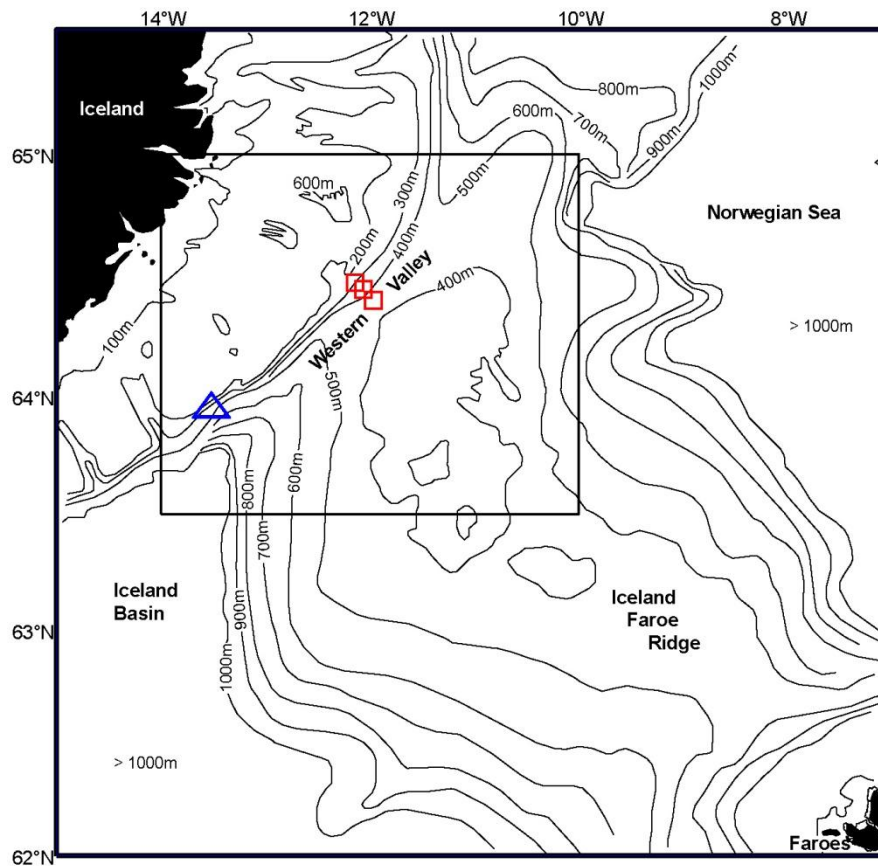 14°W
12°W
10°W
8°W
65°N
64°N
63°N
62°N
Iceland
800m
1000m
600m
700m
900m
500m
600m
300m
Norwegian Sea
200m
400m
Valley
400m
Western
> 1000m
100m
500m
600m
800m
700m
Iceland
Basin
900m
Iceland
Faroe
Ridge
1000m
> 1000m
Faroes